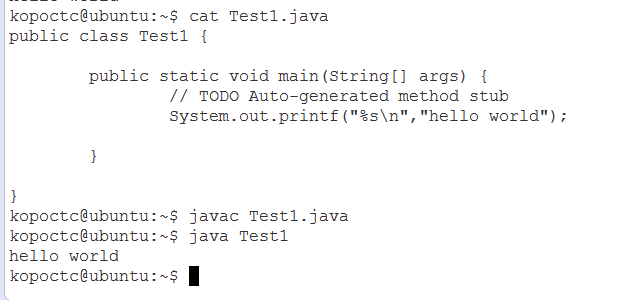 kopoctc@ubuntu:~$ cat Test1.java
public class Test1 {
public static void main(String[] args) {
// TODO Auto-generated method stub
System.out.printf("%s\n","hello world");
}
}
kopoctc@ubuntu:~$ javac Test1.java
kopoctc@ubuntu:~$ java Test1
hello world
kopoctc@ubuntu:~$